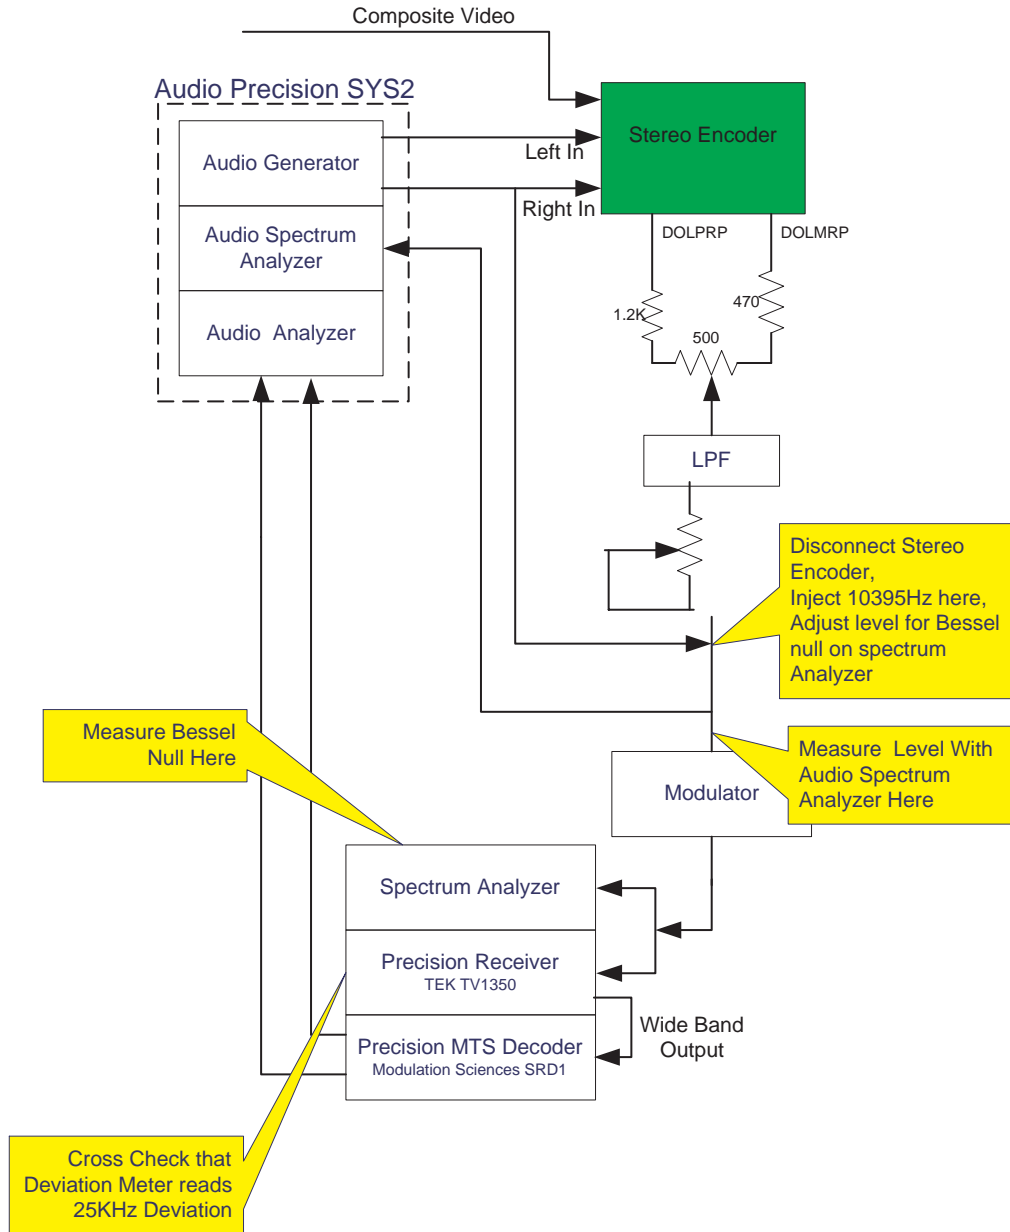 Composite Video
Audio Precision SYS2
Stereo Encoder
Audio Generator
Left In
Right In
Audio Spectrum
Analyzer
DOLPRP
DOLMRP
Audio  Analyzer
1.2K
470
500
LPF
Disconnect Stereo
Encoder,
Inject 10395Hz here,
Adjust level for Bessel
null on spectrum
Analyzer
Measure Bessel
Null Here
Measure  Level With
Audio Spectrum
Analyzer Here
Modulator
Spectrum Analyzer
Precision Receiver
TEK TV1350
Wide Band
Output
Precision MTS Decoder
Modulation Sciences SRD1
Cross Check that
Deviation Meter reads
25KHz Deviation